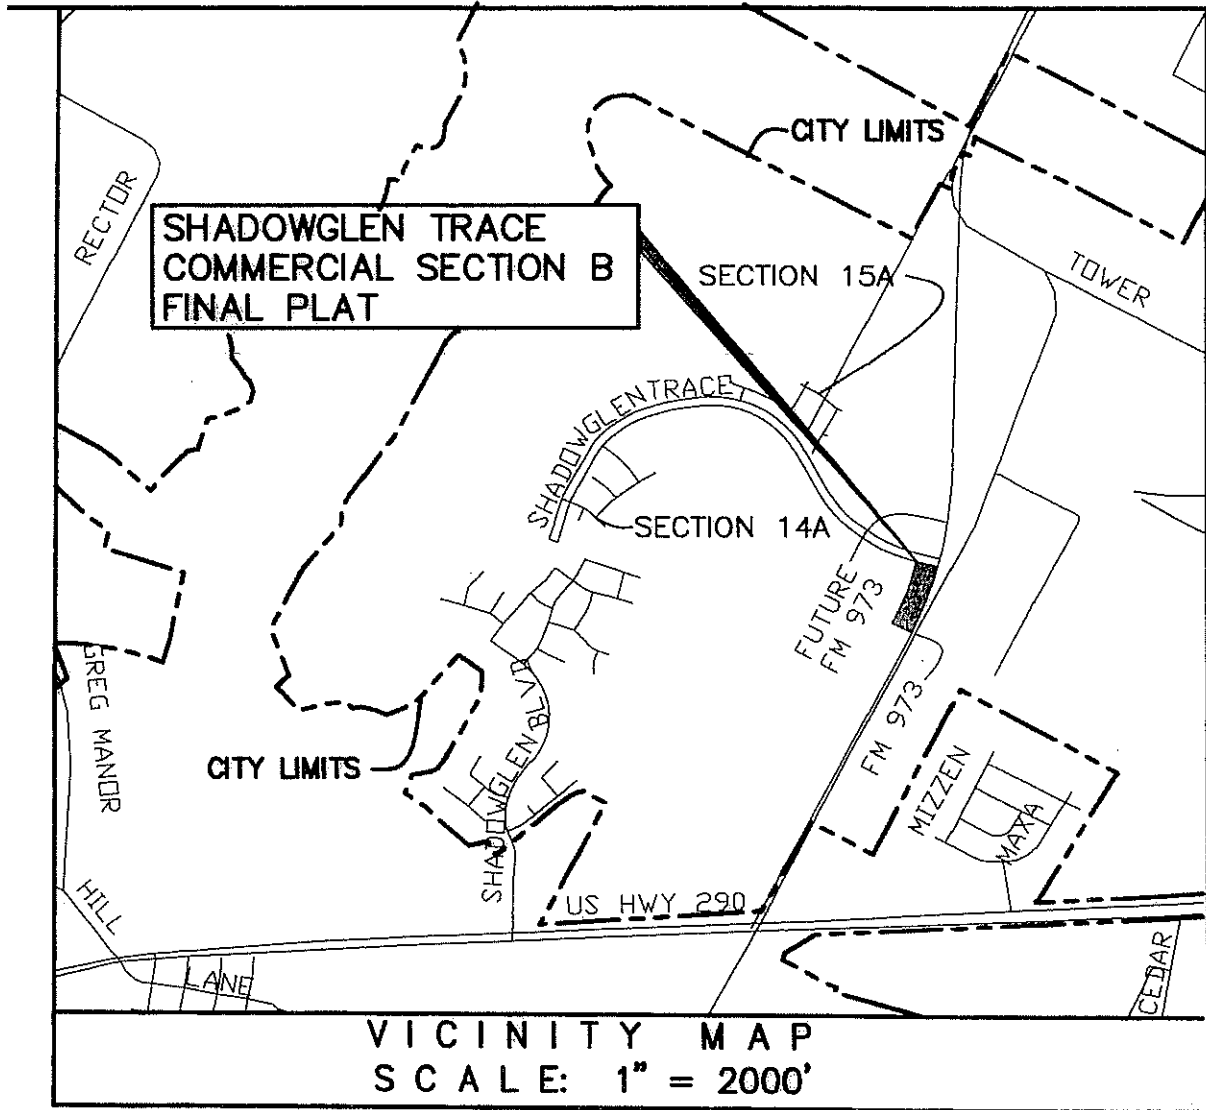 CITY LIMITS
RECTOR
SHADOWGLEN TRACE
COMMERCIAL SECTION B
FINAL PLAT
SECTION 15A
TOWER
SHADOWGLEN TRACE
SECTION 14A
FUTURE
FM 973
GREG MANOR
SHADOWGLEN BLVD
FM 973
CITY LIMITS
MIZZEN
MAXA
HILL
US HWY 290
LANE
CEDAR
VICINITY MAP
SCALE: 1" = 2000'